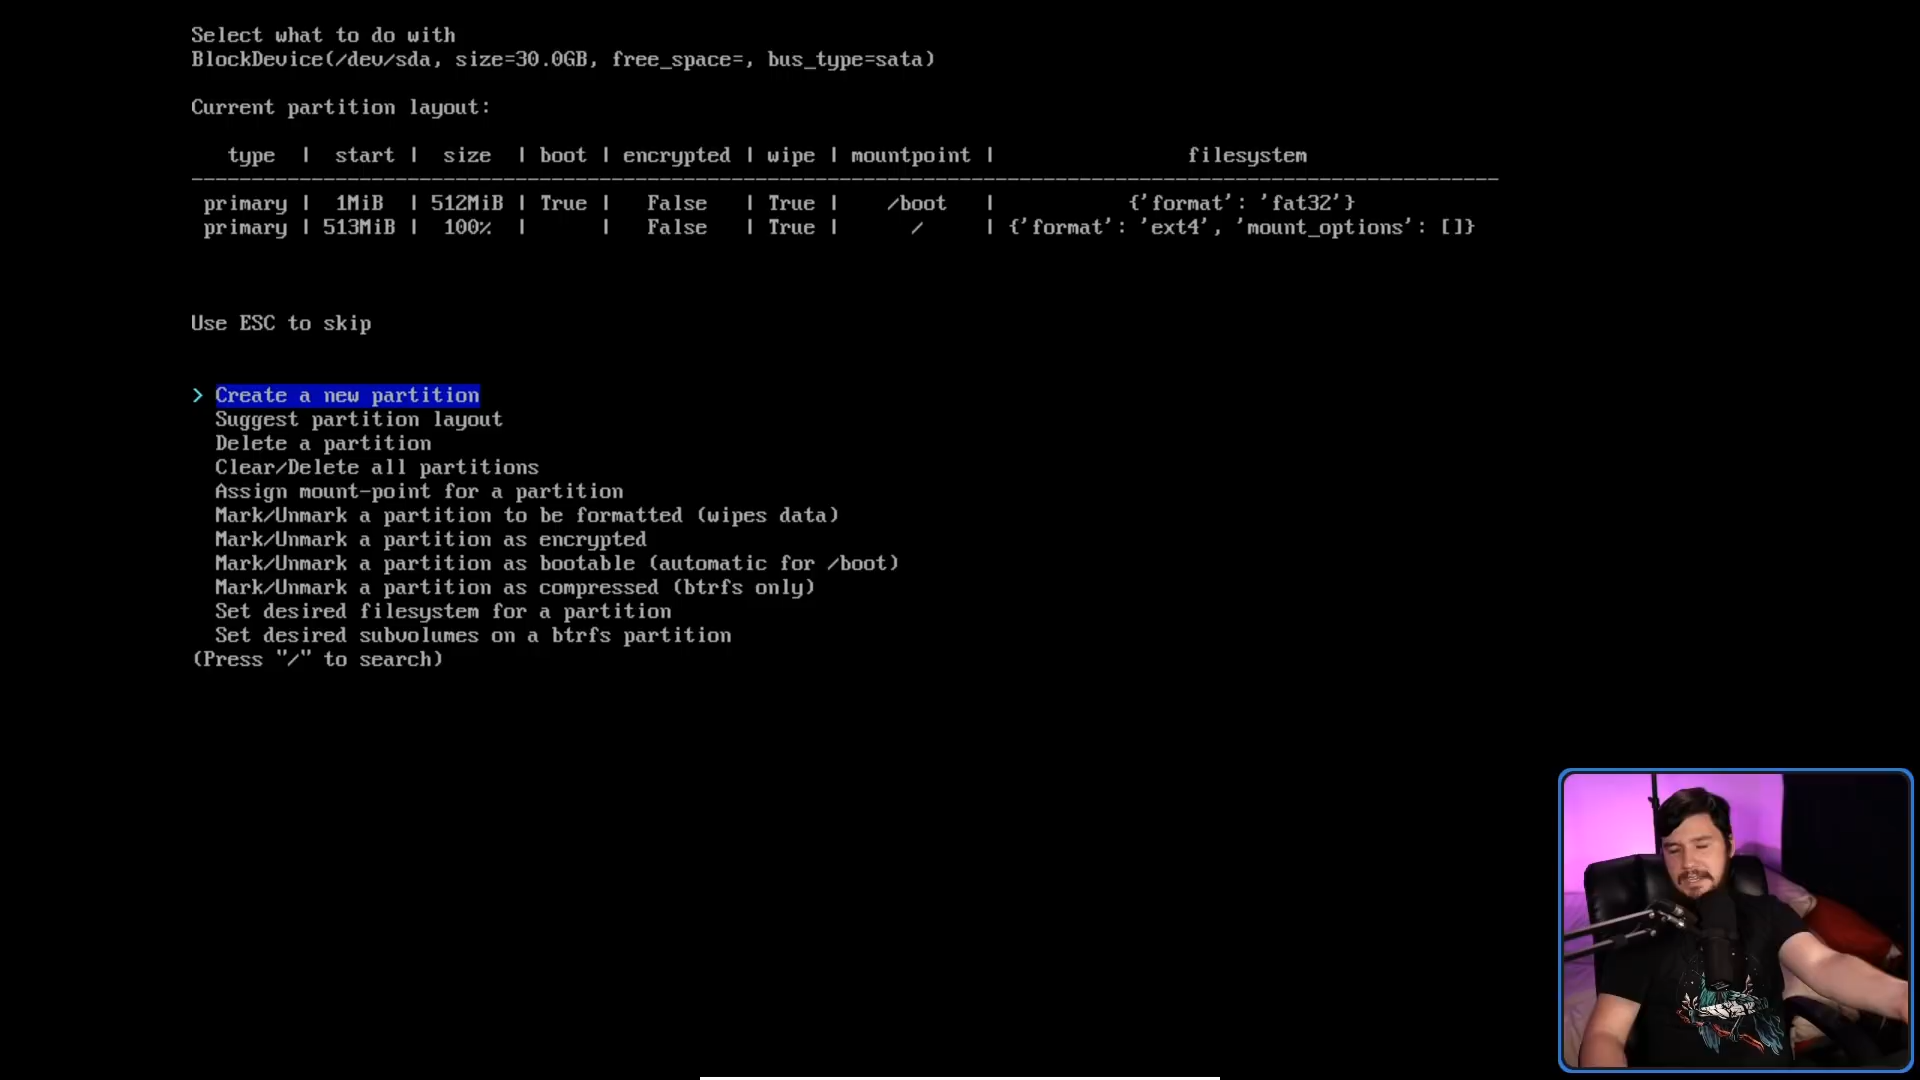 Select what to do with
BlockDevice(/dev/sda, size=30.0GB, free_space=, bus_type=sata)
Current partition layout:
type | start | size | boot | encrypted | wipe | mountpoint | filesystem
primary | 1MiB | 512MiB | True | False | True | /boot | {'format': 'fat32'}
primary | 513MiB | 100% | | False | True | / | {'format': 'ext4', 'mount_options': []}
Use ESC to skip
> Create a new partition
Suggest partition layout
Delete a partition
Clear/Delete all partitions
Assign mount-point for a partition
Mark/Unmark a partition to be formatted (wipes data)
Mark/Unmark a partition as encrypted
Mark/Unmark a partition as bootable (automatic for /boot)
Mark/Unmark a partition as compressed (btrfs only)
Set desired filesystem for a partition
Set desired subvolumes on a btrfs partition
(Press "/" to search)